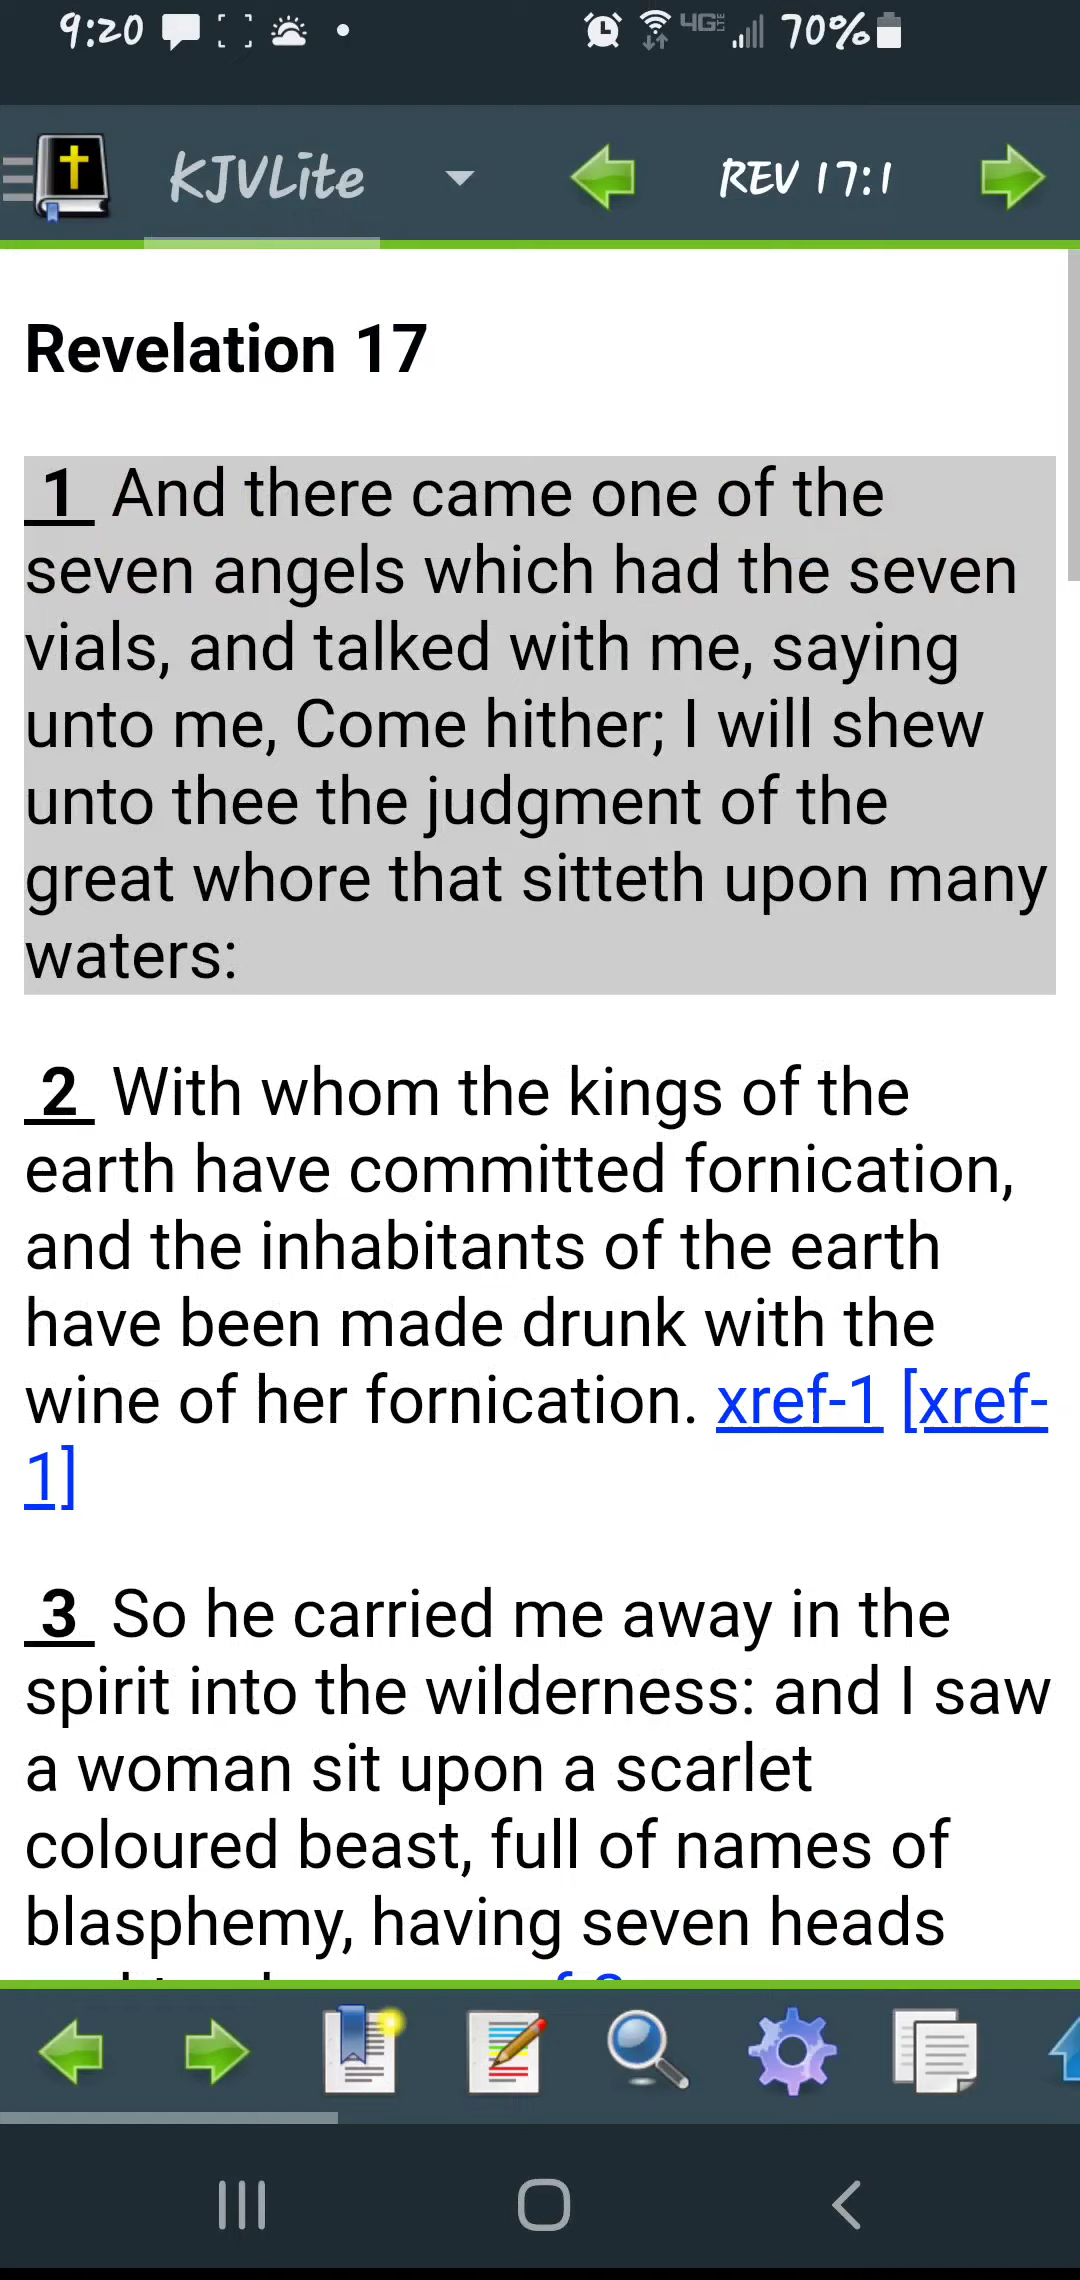 9:20 4G LTE 70%
KJVLite REV 17:1
Revelation 17
1 And there came one of the
seven angels which had the seven
vials, and talked with me, saying
unto me, Come hither; I will shew
unto thee the judgment of the
great whore that sitteth upon many
waters:
2 With whom the kings of the
earth have committed fornication,
and the inhabitants of the earth
have been made drunk with the
wine of her fornication. xref-1 [xref-
1]
3 So he carried me away in the
spirit into the wilderness: and I saw
a woman sit upon a scarlet
coloured beast, full of names of
blasphemy, having seven heads